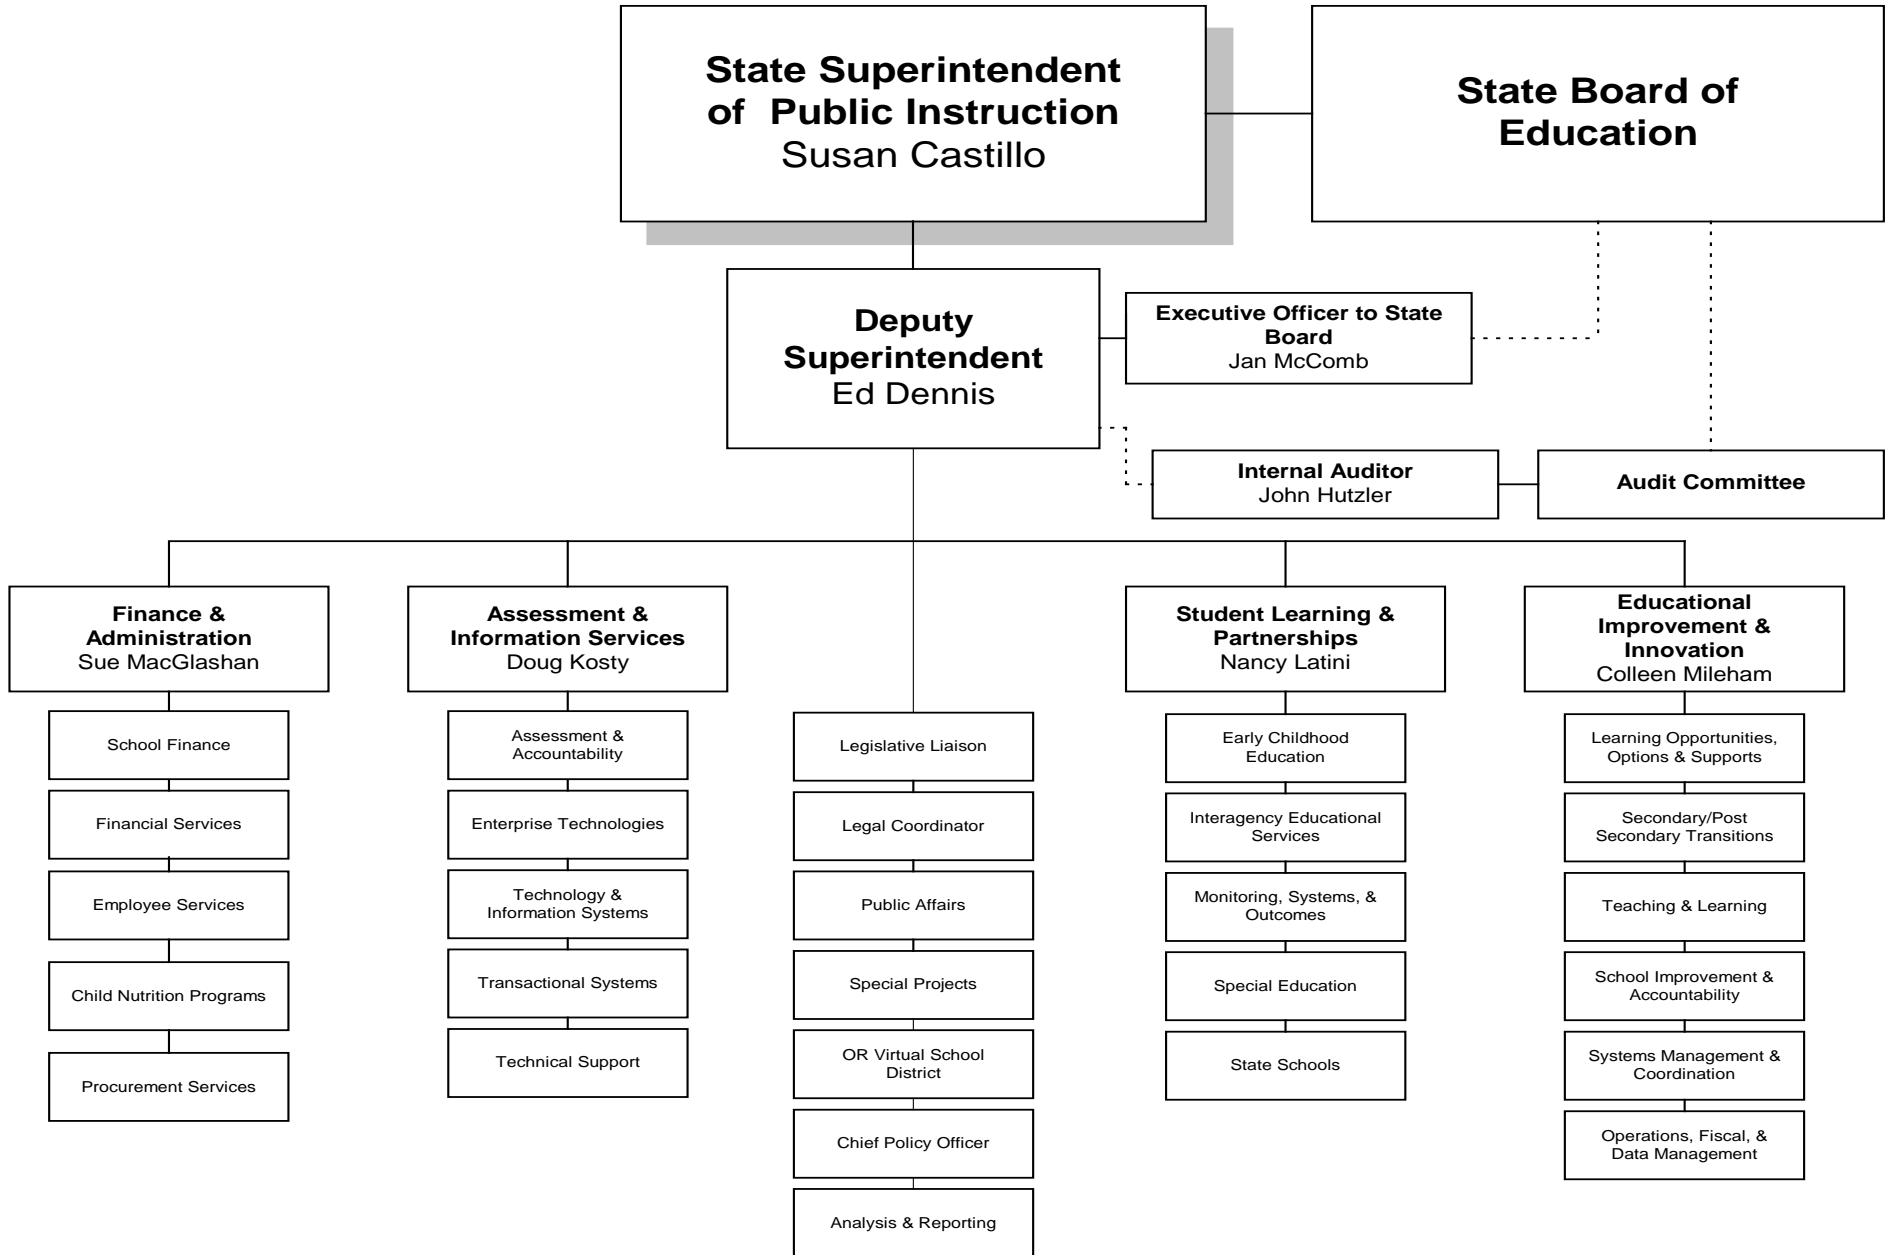 State Superintendent
of Public Instruction
Susan Castillo
State Board of
Education
Deputy
Superintendent
Ed Dennis
Executive Officer to State
Board
Jan McComb
Internal Auditor
John Hutzler
Audit Committee
Finance &
Administration
Sue MacGlashan
School Finance
Financial Services
Employee Services
Child Nutrition Programs
Procurement Services
Assessment &
Information Services
Doug Kosty
Assessment &
Accountability
Enterprise Technologies
Technology &
Information Systems
Transactional Systems
Technical Support
Legislative Liaison
Legal Coordinator
Public Affairs
Special Projects
OR Virtual School
District
Chief Policy Officer
Analysis & Reporting
Student Learning &
Partnerships
Nancy Latini
Early Childhood
Education
Interagency Educational
Services
Monitoring, Systems, &
Outcomes
Special Education
State Schools
Educational
Improvement &
Innovation
Colleen Mileham
Learning Opportunities,
Options & Supports
Secondary/Post
Secondary Transitions
Teaching & Learning
School Improvement &
Accountability
Systems Management &
Coordination
Operations, Fiscal, &
Data Management